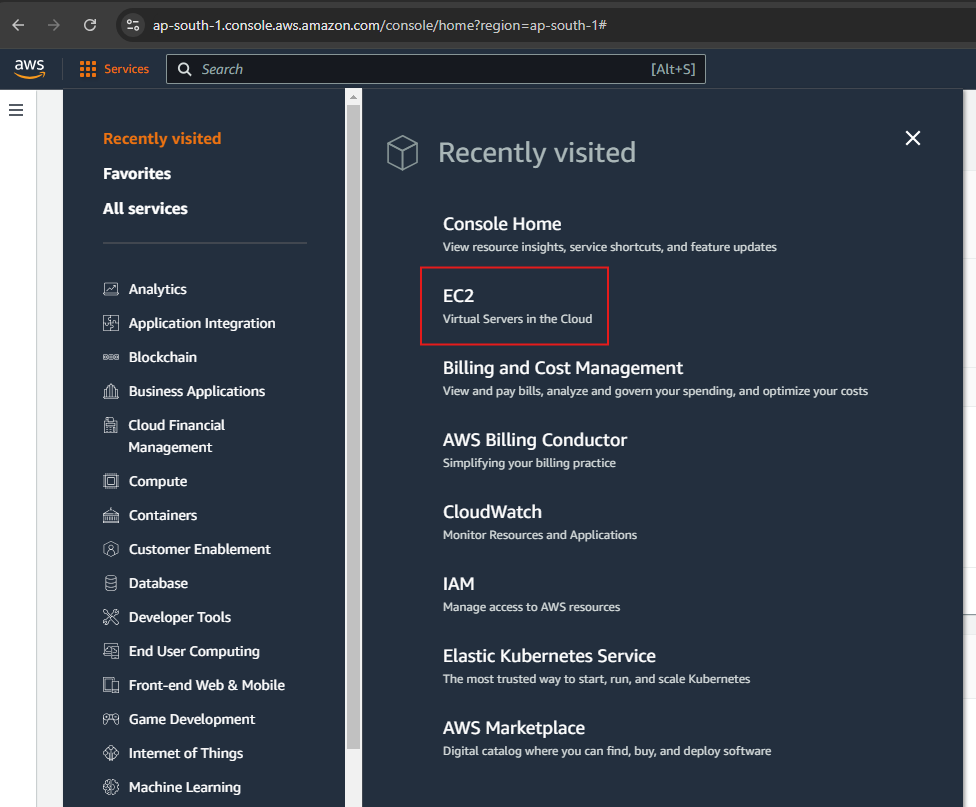 ap-south-1.console.aws.amazon.com/console/home?region=ap-south-1#
aws
Services
Search
[Alt+S]
Recently visited
Favorites
All services
Analytics
Application Integration
Blockchain
Business Applications
Cloud Financial
Management
Compute
Containers
Customer Enablement
Database
Developer Tools
End User Computing
Front-end Web & Mobile
Game Development
Internet of Things
Machine Learning
Recently visited
Console Home
View resource insights, service shortcuts, and feature updates
EC2
Virtual Servers in the Cloud
Billing and Cost Management
View and pay bills, analyze and govern your spending, and optimize your costs
AWS Billing Conductor
Simplifying your billing practice
CloudWatch
Monitor Resources and Applications
IAM
Manage access to AWS resources
Elastic Kubernetes Service
The most trusted way to start, run, and scale Kubernetes
AWS Marketplace
Digital catalog where you can find, buy, and deploy software